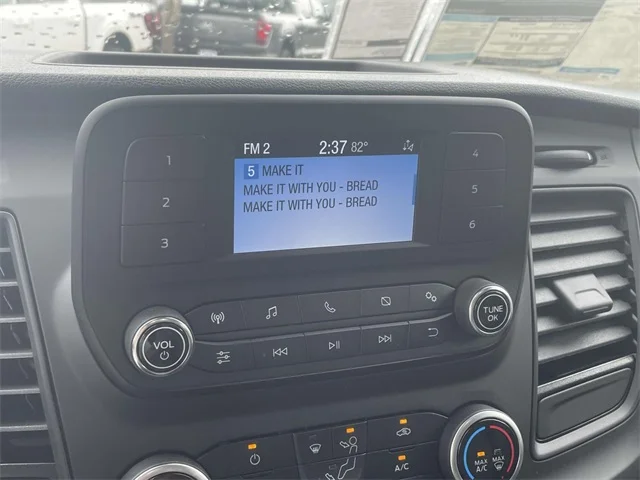 FM 2 2:37 82°
5 MAKE IT
MAKE IT WITH YOU - BREAD
MAKE IT WITH YOU - BREAD
1
2
3
4
5
6
VOL
TUNE
OK
A/C
MAX
A/C
MAX